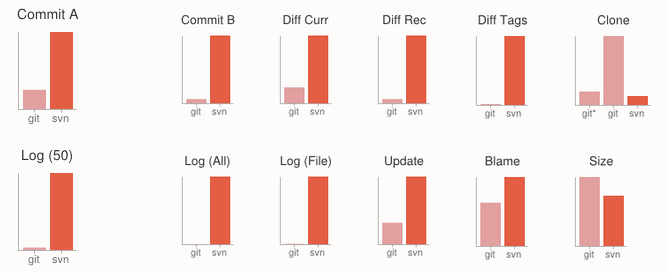 Commit A
git svn
Commit B
git svn
Diff Curr
git svn
Diff Rec
git svn
Diff Tags
git svn
Clone
git* git svn
Log (50)
git svn
Log (All)
git svn
Log (File)
git svn
Update
git svn
Blame
git svn
Size
git svn